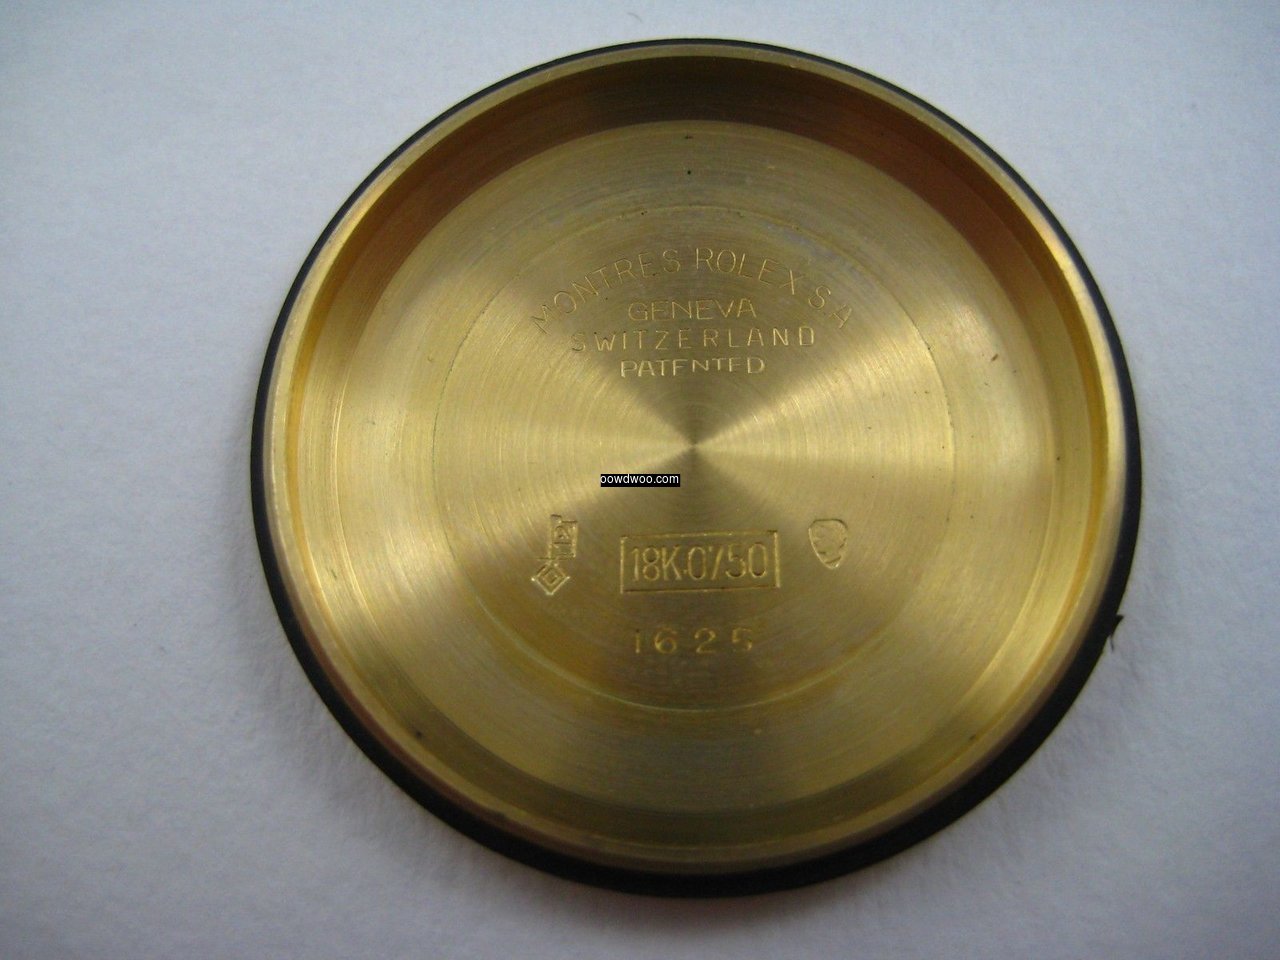 MONTRES ROLEX S.A
GENEVA
SWITZERLAND
PATENTED
oowdwoo.com
18K.0750
1625